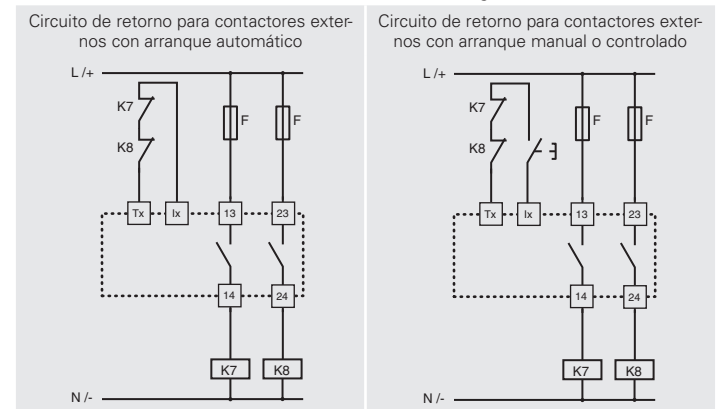 Circuito de retorno para contactores exter-
nos con arranque automático
L /+
K7
K8
F
F
Tx
Ix
13
23
14
24
K7
K8
N /-
Circuito de retorno para contactores exter-
nos con arranque manual o controlado
L /+
K7
K8
F
F
Tx
Ix
13
23
14
24
K7
K8
N /-